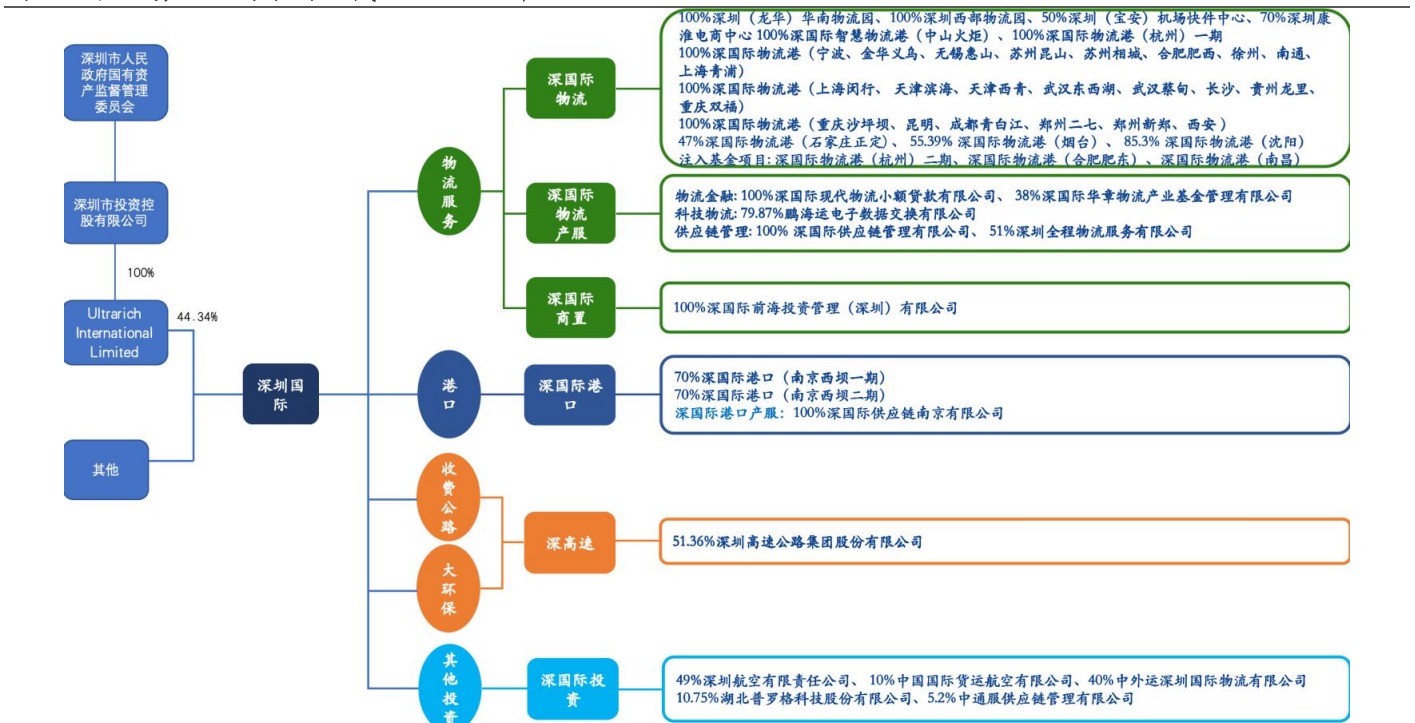 深圳市人民
政府国有资
产监督管理
委员会
深圳市投资控
股有限公司
100%
Ultrarich
International
Limited
44.34%
其他
深圳国
际
物
流
服
务
深国际
物流
100%深圳（龙华）华南物流园、100%深圳西部物流园、50%深圳（宝安）机场快件中心、70%深圳康
淮电商中心 100%深国际智慧物流港（中山火炬）、100%深国际物流港（杭州）一期
100%深国际物流港（宁波、金华义乌、无锡惠山、苏州昆山、苏州相城、合肥肥西、徐州、南通、
上海青浦）
100%深国际物流港（上海闵行、 天津滨海、天津西青、武汉东西湖、武汉蔡甸、长沙、贵州龙里、
重庆双福）
100%深国际物流港（重庆沙坪坝、昆明、成都青白江、郑州二七、郑州新郑、西安）
47%深国际物流港（石家庄正定）、55.39% 深国际物流港（烟台）、85.3% 深国际物流港（沈阳）
注入基金项目: 深国际物流港（杭州）二期、深国际物流港（合肥肥东）、深国际物流港（南昌）
深国际
物流
产服
物流金融: 100%深国际现代物流小额贷款有限公司、38%深国际华章物流产业基金管理有限公司
科技物流: 79.87%鹏海运电子数据交换有限公司
供应链管理: 100% 深国际供应链管理有限公司、51%深圳全程物流服务有限公司
深国际
商置
100%深国际前海投资管理（深圳）有限公司
港
口
深国际港
口
70%深国际港口（南京西坝一期）
70%深国际港口（南京西坝二期）
深国际港口产服：100%深国际供应链南京有限公司
收
费
公
路
大
环
保
深高速
51.36%深圳高速公路集团股份有限公司
其
他
投
资
深国际投
资
49%深圳航空有限责任公司、10%中国国际货运航空有限公司、40%中外运深圳国际物流有限公司
10.75%湖北普罗格科技股份有限公司、5.2%中通服供应链管理有限公司